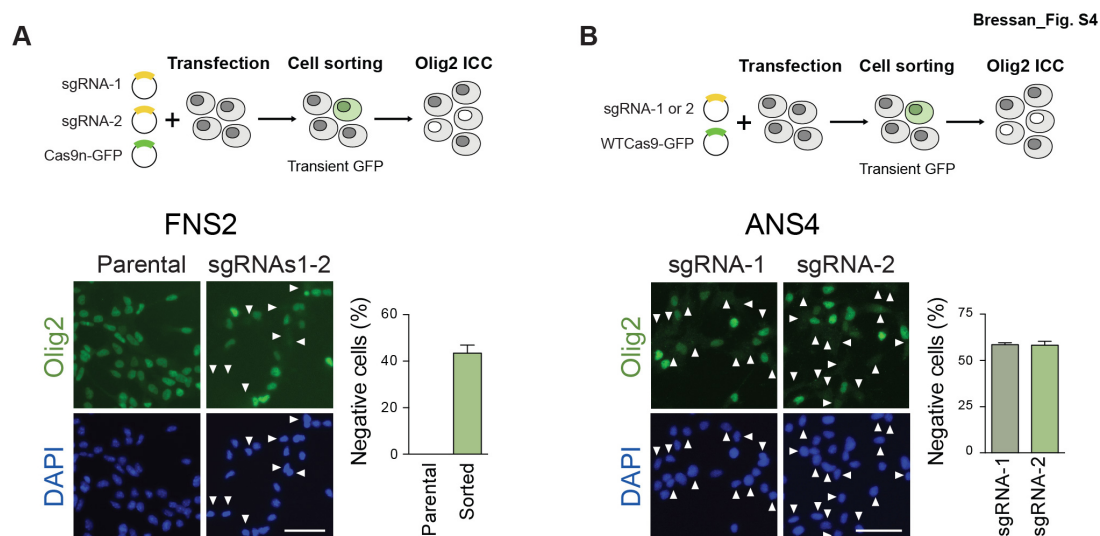 Bressan_Fig. S4
A
Transfection Cell sorting Olig2 ICC
sgRNA-1
sgRNA-2
Cas9n-GFP
+
Transient GFP
FNS2
Parental sgRNAs1-2
Olig2
DAPI
Negative cells (%)
60
40
20
0
Parental
Sorted
B
Transfection Cell sorting Olig2 ICC
sgRNA-1 or 2
WTCas9-GFP
+
Transient GFP
ANS4
sgRNA-1 sgRNA-2
Olig2
DAPI
Negative cells (%)
75
50
25
0
sgRNA-1
sgRNA-2